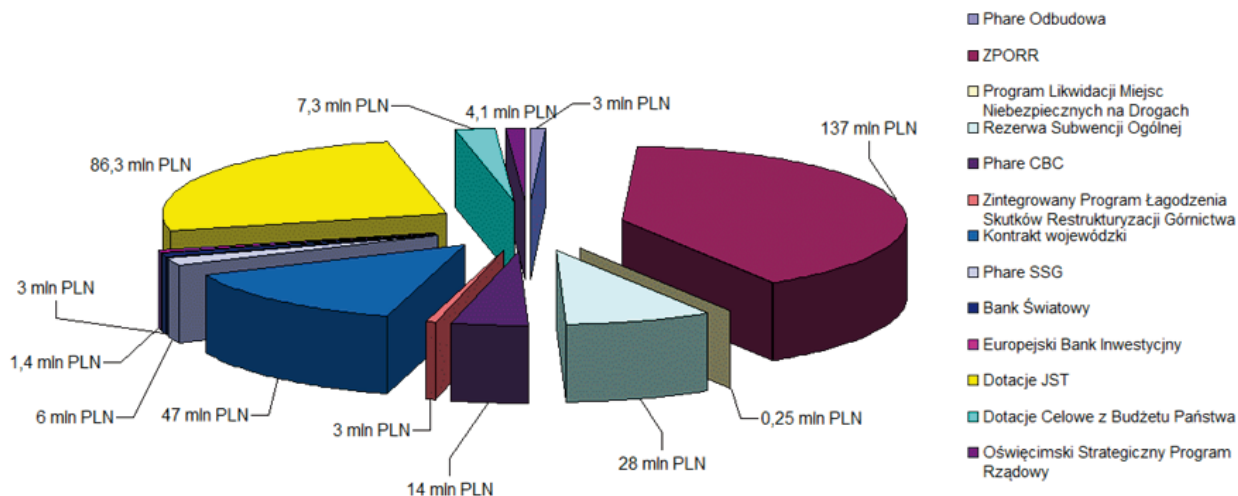 7,3 mln PLN
4,1 mln PLN
3 mln PLN
137 mln PLN
86,3 mln PLN
3 mln PLN
1,4 mln PLN
6 mln PLN
47 mln PLN
3 mln PLN
14 mln PLN
28 mln PLN
0,25 mln PLN
Phare Odbudowa
ZPORR
Program Likwidacji Miejsc
Niebezpiecznych na Drogach
Rezerwa Subwencji Ogólnej
Phare CBC
Zintegrowany Program Łagodzenia
Skutków Restrukturyzacji Górnictwa
Kontrakt wojewódzki
Phare SSG
Bank Światowy
Europejski Bank Inwestycyjny
Dotacje JST
Dotacje Celowe z Budżetu Państwa
Oświęcimski Strategiczny Program
Rządowy